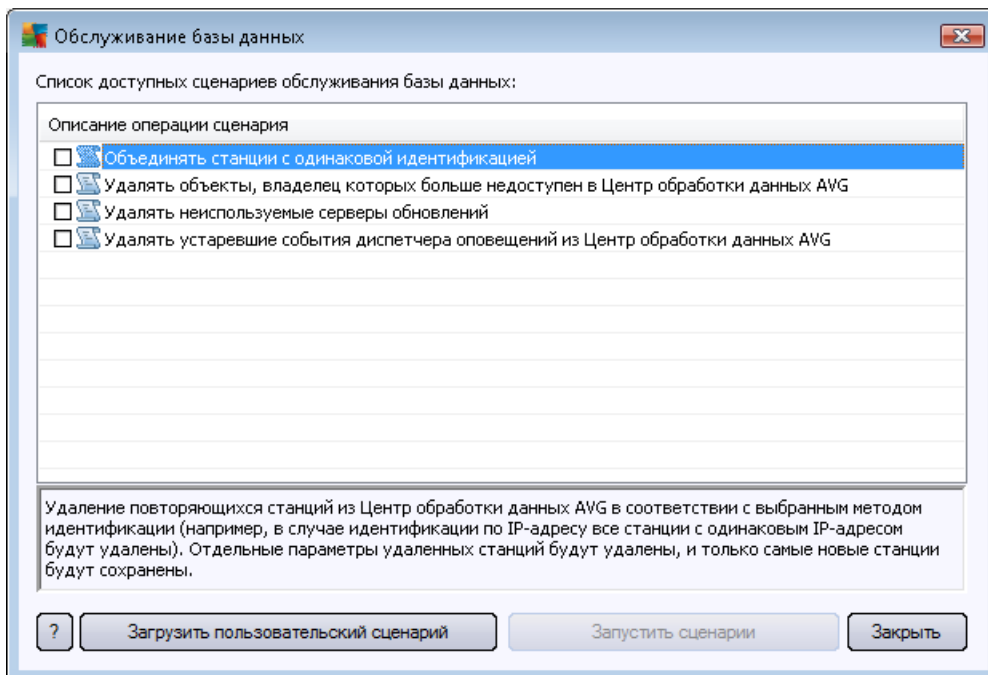 Обслуживание базы данных
Список доступных сценариев обслуживания базы данных:
Описание операции сценария
Объединять станции с одинаковой идентификацией
Удалять объекты, владелец которых больше недоступен в Центр обработки данных AVG
Удалять неиспользуемые серверы обновлений
Удалять устаревшие события диспетчера оповещений из Центр обработки данных AVG
Удаление повторяющихся станций из Центр обработки данных AVG в соответствии с выбранным методом
идентификации (например, в случае идентификации по IP-адресу все станции с одинаковым IP-адресом
будут удалены). Отдельные параметры удаленных станций будут удалены, и только самые новые станции
будут сохранены.
? Загрузить пользовательский сценарий Запустить сценарии Закрыть